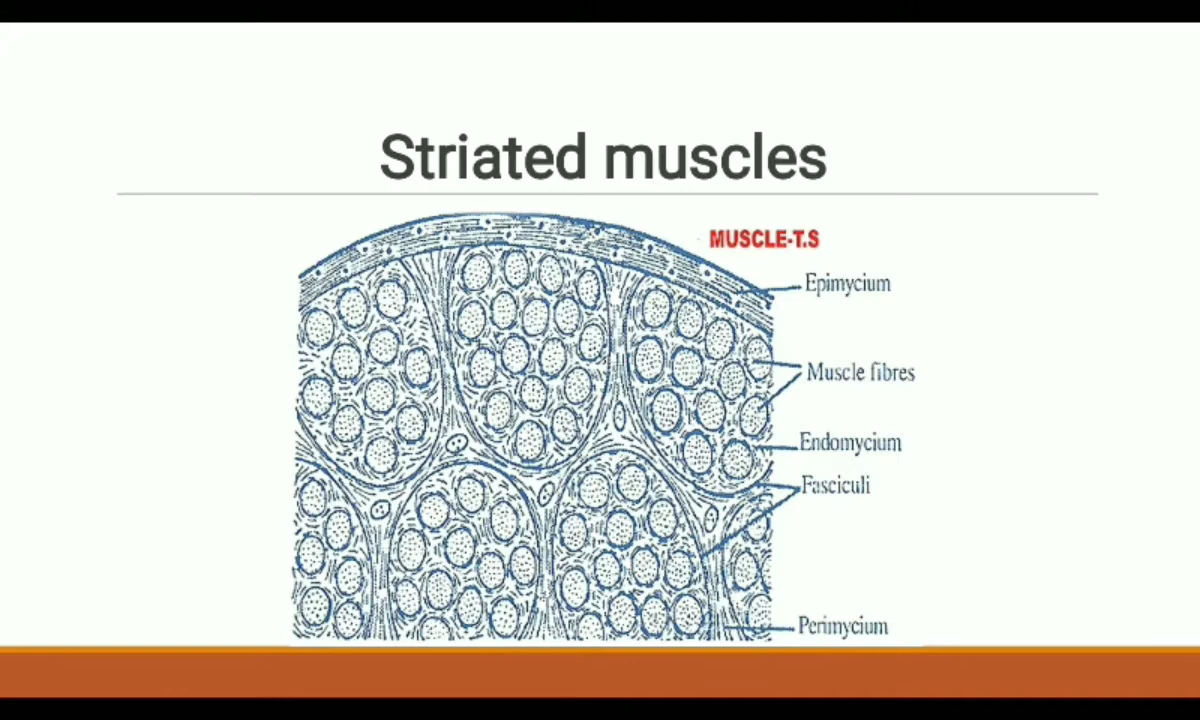 Striated muscles
MUSCLE-T.S
Epimycium
Muscle fibres
Endomycium
Fasciculi
Perimycium